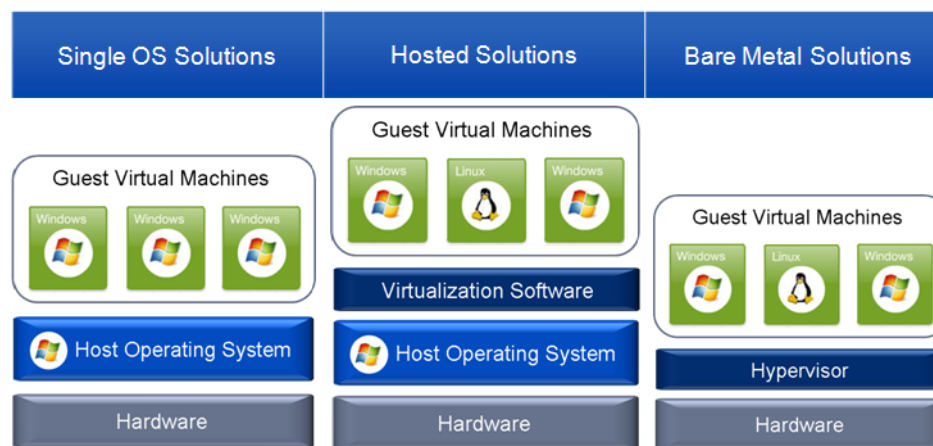 Single OS Solutions
Hosted Solutions
Bare Metal Solutions
Guest Virtual Machines
Windows
Windows
Windows
Host Operating System
Hardware
Guest Virtual Machines
Windows
Linux
Windows
Virtualization Software
Host Operating System
Hardware
Guest Virtual Machines
Windows
Linux
Windows
Hypervisor
Hardware